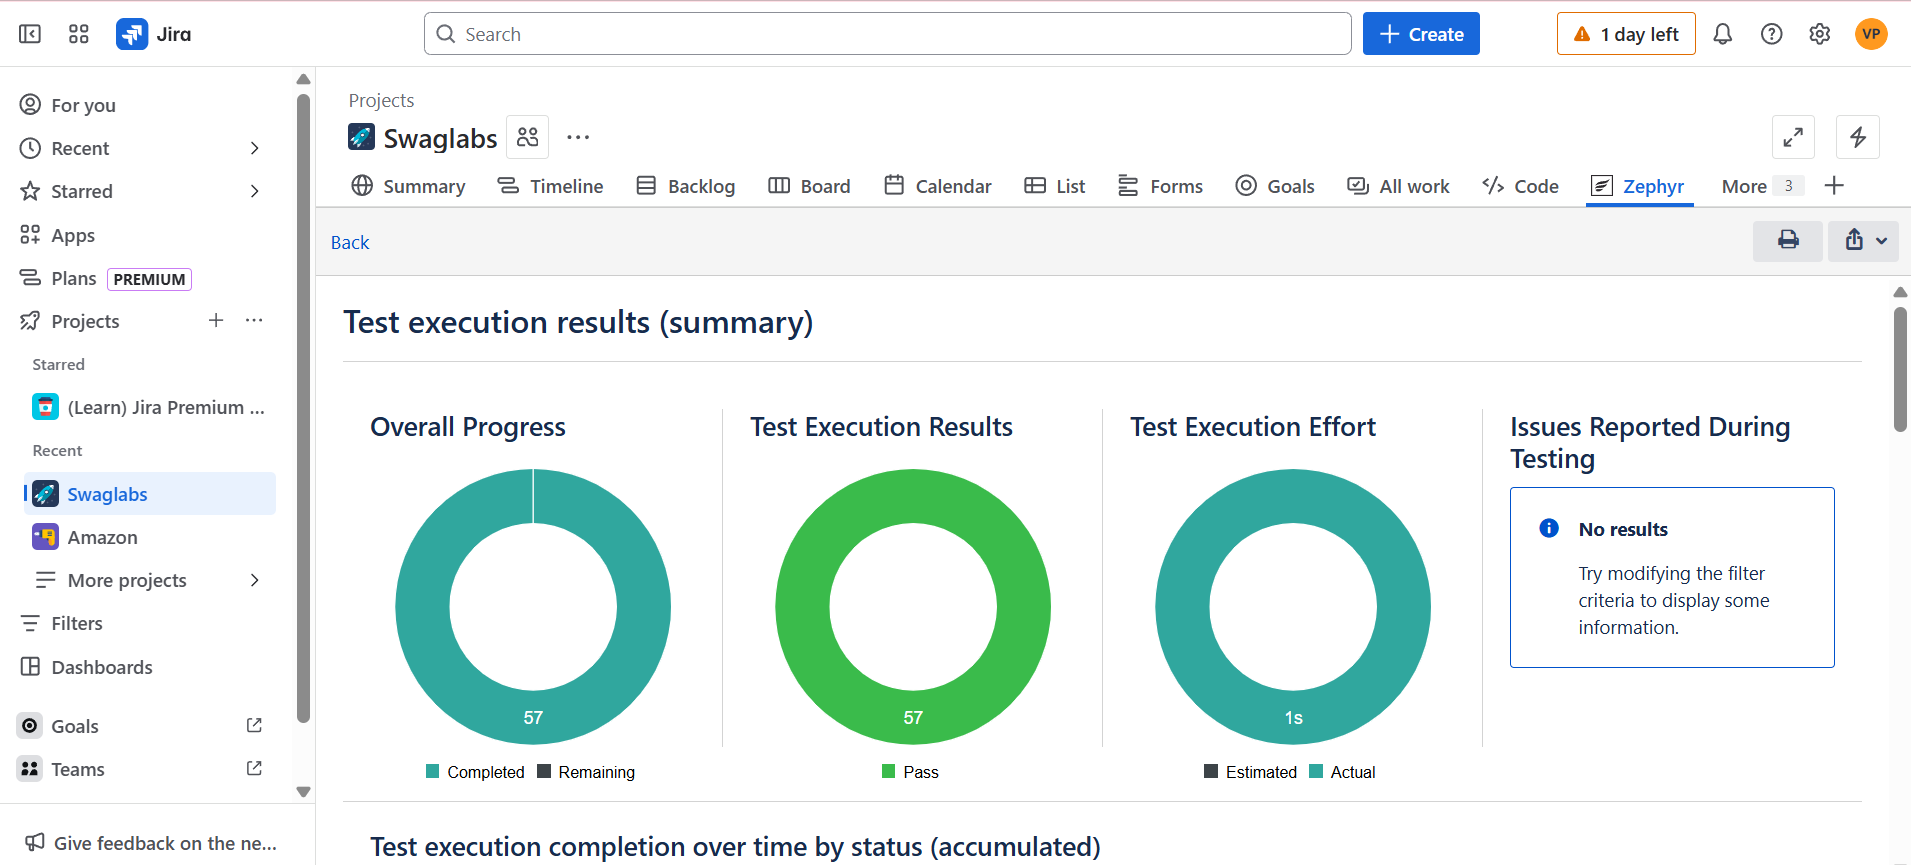 Jira
Search
Create
1 day left
VP
For you
Recent
Starred
Apps
Plans PREMIUM
Projects
Starred
(Learn) Jira Premium ...
Recent
Swaglabs
Amazon
More projects
Filters
Dashboards
Goals
Teams
Give feedback on the ne...
Projects
Swaglabs
Summary Timeline Backlog Board Calendar List Forms Goals All work Code Zephyr More 3
Back
Test execution results (summary)
Overall Progress
57
Completed Remaining
Test Execution Results
57
Pass
Test Execution Effort
1s
Estimated Actual
Issues Reported During
Testing
No results
Try modifying the filter
criteria to display some
information.
Test execution completion over time by status (accumulated)